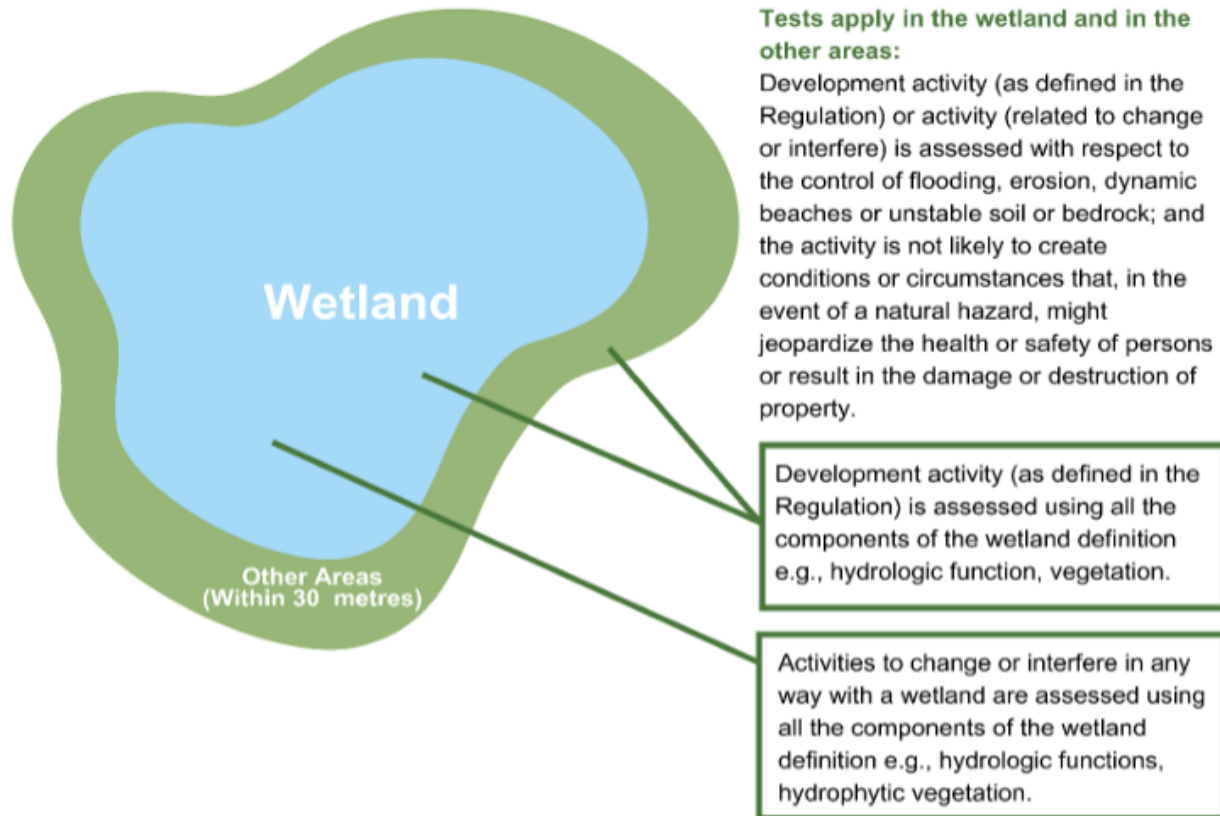 Tests apply in the wetland and in the
other areas:
Development activity (as defined in the
Regulation) or activity (related to change
or interfere) is assessed with respect to
the control of flooding, erosion, dynamic
beaches or unstable soil or bedrock; and
the activity is not likely to create
conditions or circumstances that, in the
event of a natural hazard, might
jeopardize the health or safety of persons
or result in the damage or destruction of
property.
Wetland
Other Areas
(Within 30 metres)
Development activity (as defined in the
Regulation) is assessed using all the
components of the wetland definition
e.g., hydrologic function, vegetation.
Activities to change or interfere in any
way with a wetland are assessed using
all the components of the wetland
definition e.g., hydrologic functions,
hydrophytic vegetation.